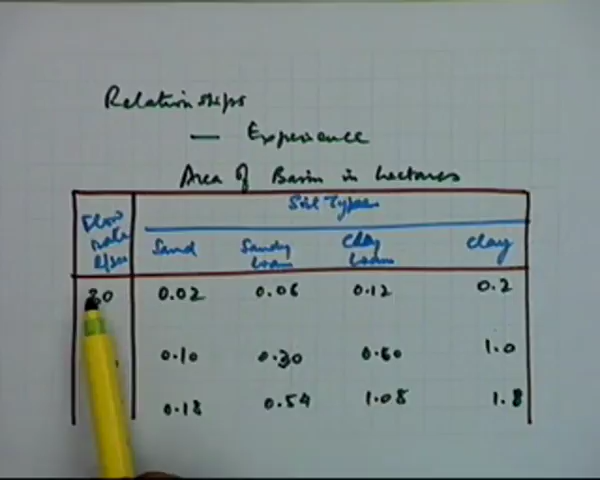 Relationships
— Experience
Area of Basin in hectares
Flow rate l/sec
Soil Types
Sand Sandy loam Clay loam Clay
30 0.02 0.06 0.12 0.2
0.10 0.30 0.60 1.0
0.18 0.54 1.08 1.8